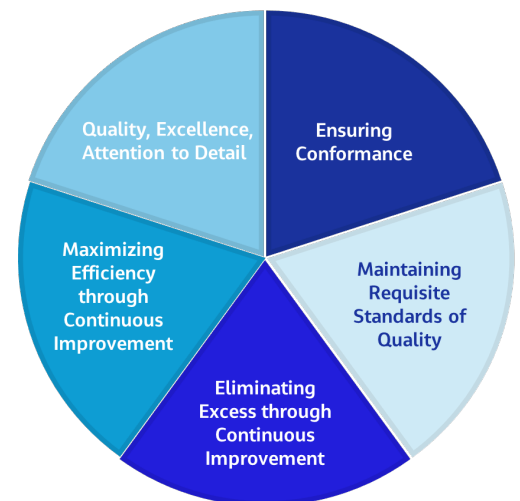 Quality, Excellence,
Attention to Detail
Ensuring
Conformance
Maximizing
Efficiency
through
Continuous
Improvement
Maintaining
Requisite
Standards of
Quality
Eliminating
Excess through
Continuous
Improvement